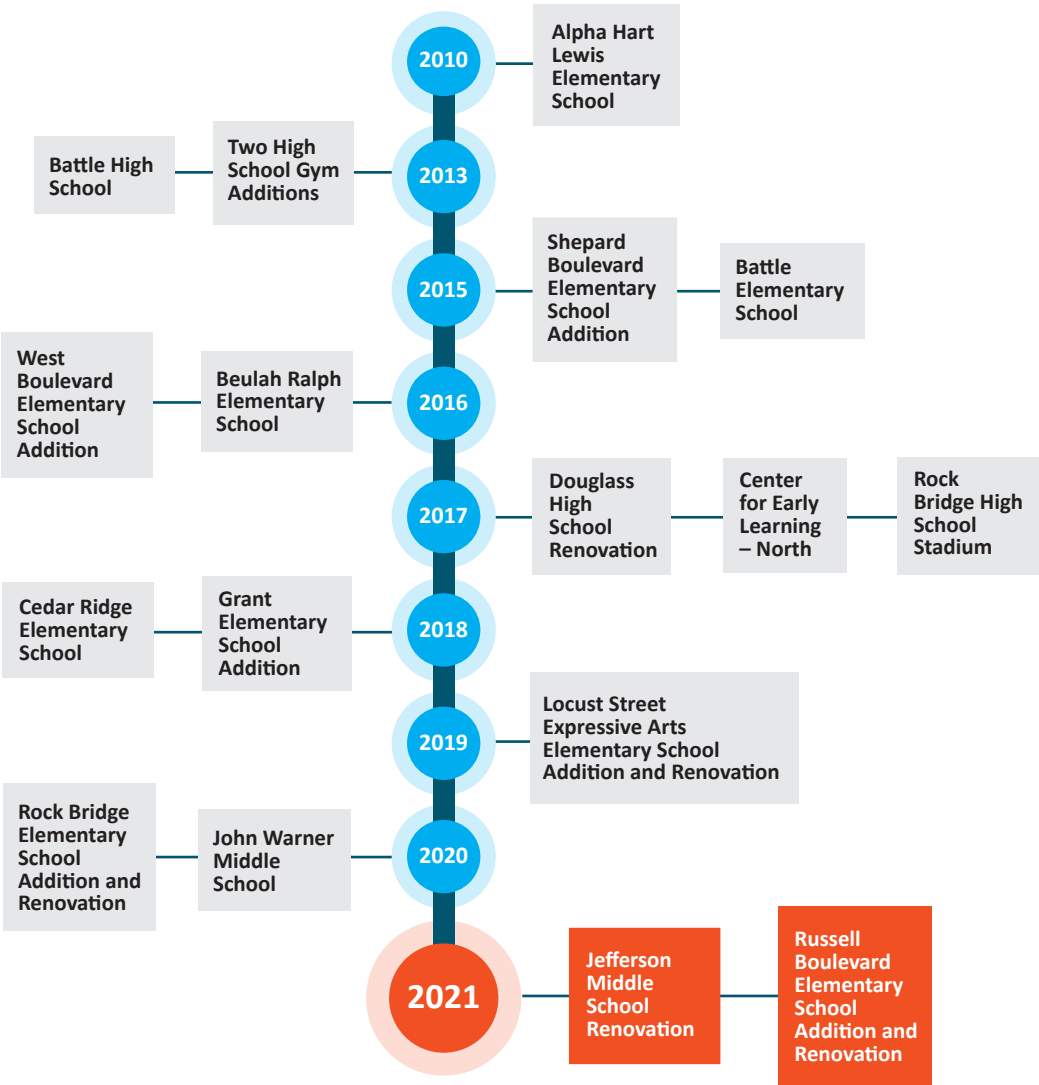 2010
Alpha Hart
Lewis
Elementary
School
2013
Two High
School Gym
Additions
Battle High
School
2015
Shepard
Boulevard
Elementary
School
Addition
Battle
Elementary
School
2016
Beulah Ralph
Elementary
School
West
Boulevard
Elementary
School
Addition
2017
Douglass
High
School
Renovation
Center
for Early
Learning
– North
Rock
Bridge High
School
Stadium
2018
Grant
Elementary
School
Addition
Cedar Ridge
Elementary
School
2019
Locust Street
Expressive Arts
Elementary School
Addition and Renovation
2020
John Warner
Middle
School
Rock Bridge
Elementary
School
Addition and
Renovation
2021
Jefferson
Middle
School
Renovation
Russell
Boulevard
Elementary
School
Addition and
Renovation